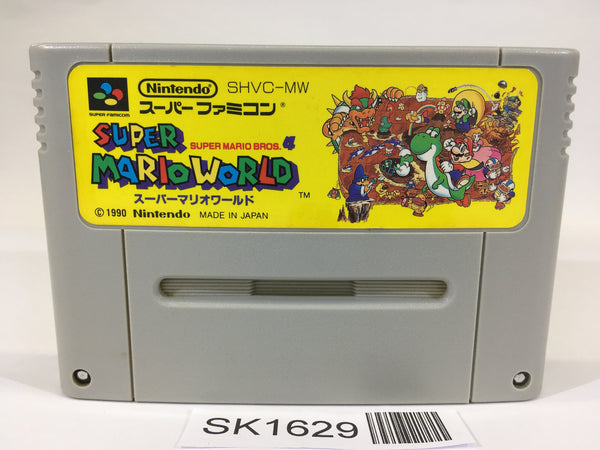 Nintendo SHVC-MW
SUPER FAMICOM スーパーファミコン®
SUPER MARIO BROS. 4
SUPER
MARIO WORLD
スーパーマリオワールド TM
© 1990 Nintendo MADE IN JAPAN
SK1629